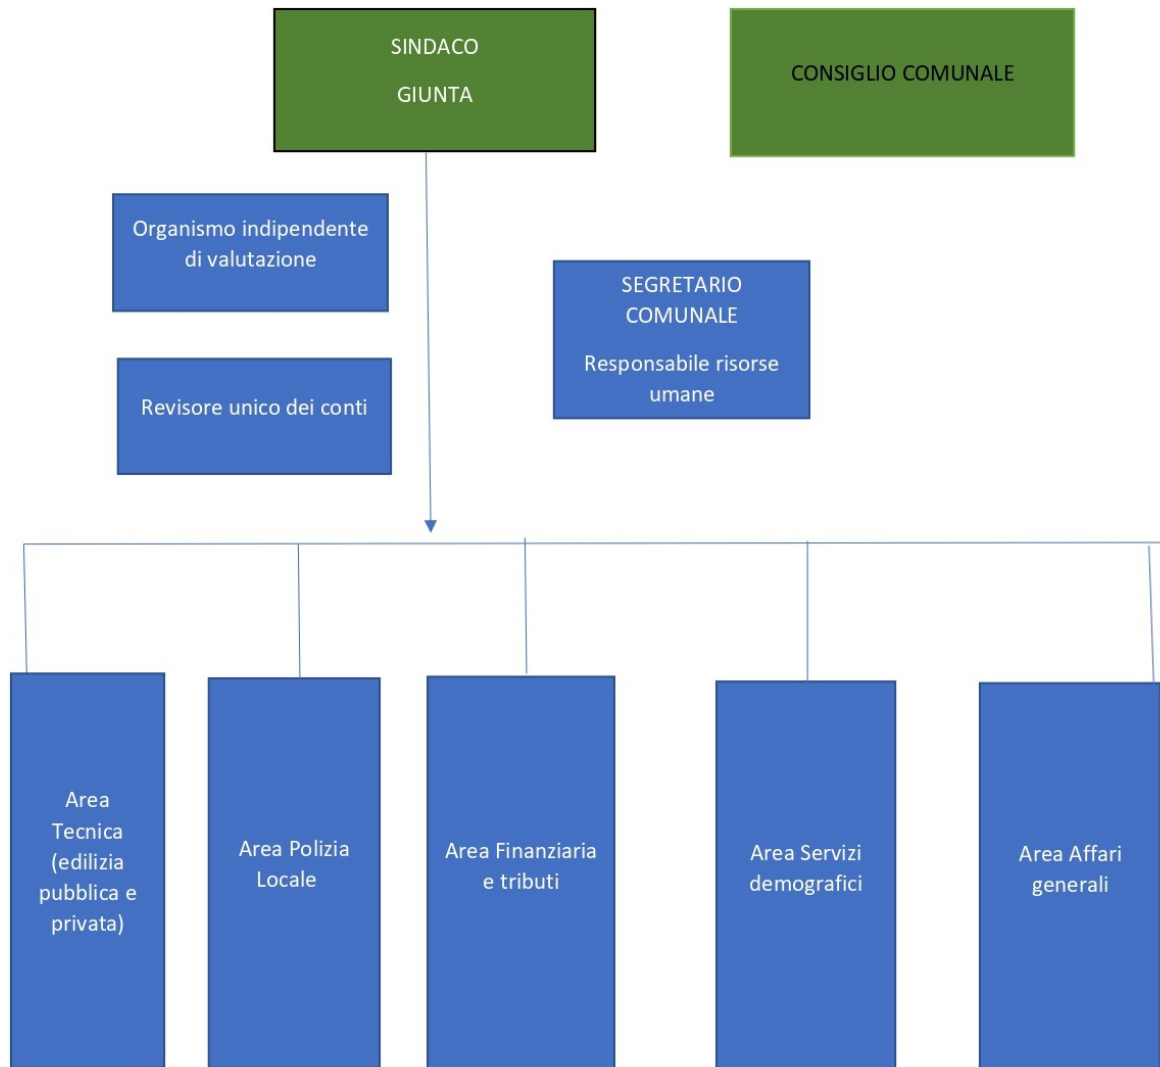 SINDACO
GIUNTA
CONSIGLIO COMUNALE
Organismo indipendente
di valutazione
SEGRETARIO
COMUNALE
Responsabile risorse
umane
Revisore unico dei conti
Area
Tecnica
(edilizia
pubblica e
privata)
Area Polizia
Locale
Area Finanziaria
e tributi
Area Servizi
demografici
Area Affari
generali